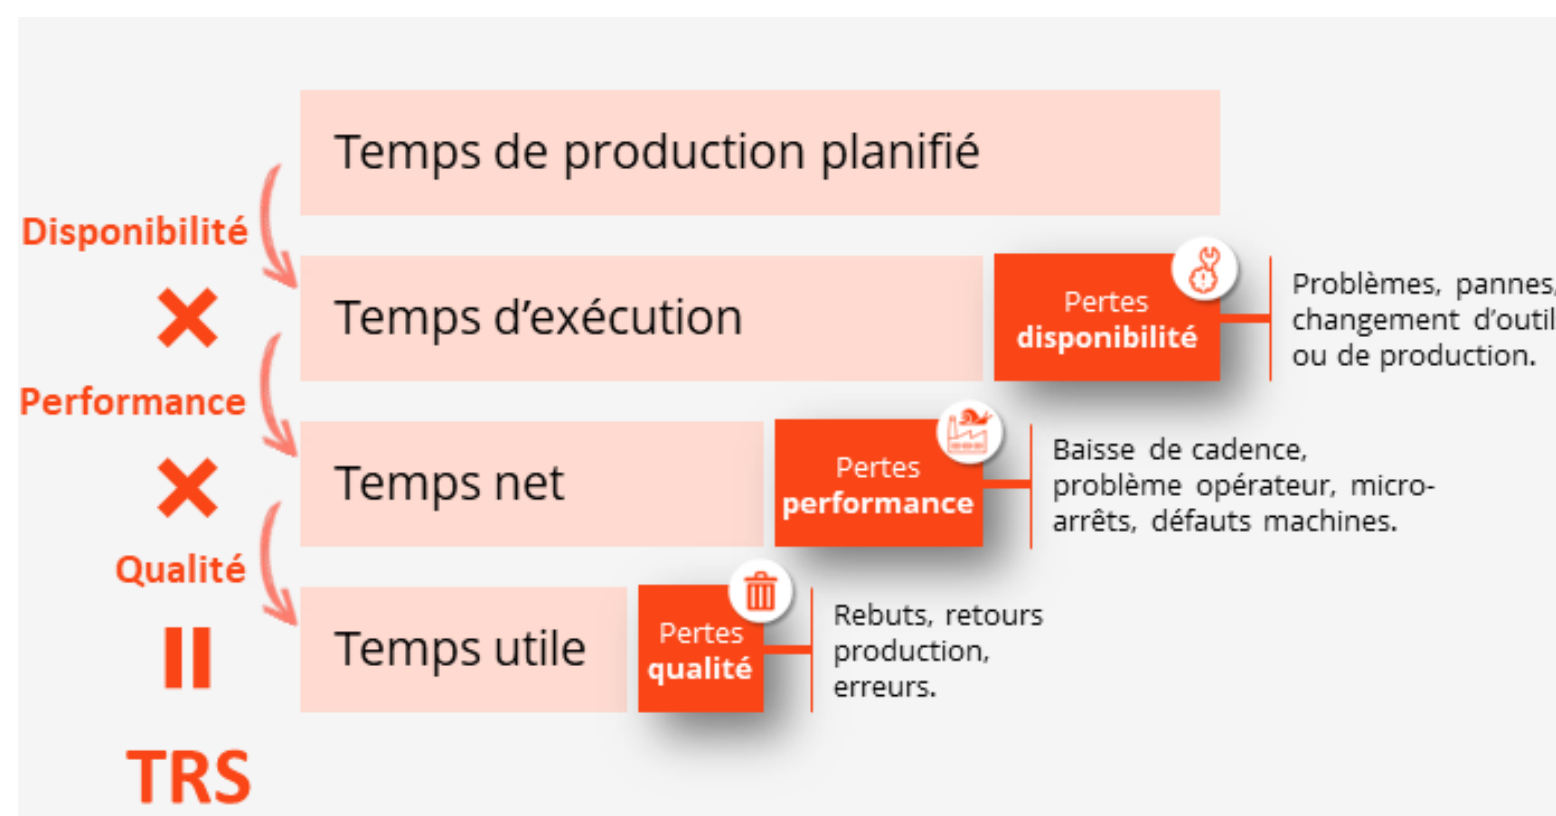 Temps de production planifié
Disponibilité
Temps d’exécution
Pertes
disponibilité
Problèmes, pannes,
changement d’outil
ou de production.
Performance
Temps net
Pertes
performance
Baisse de cadence,
problème opérateur, micro-
arrêts, défauts machines.
Qualité
Temps utile
Pertes
qualité
Rebuts, retours
production,
erreurs.
TRS